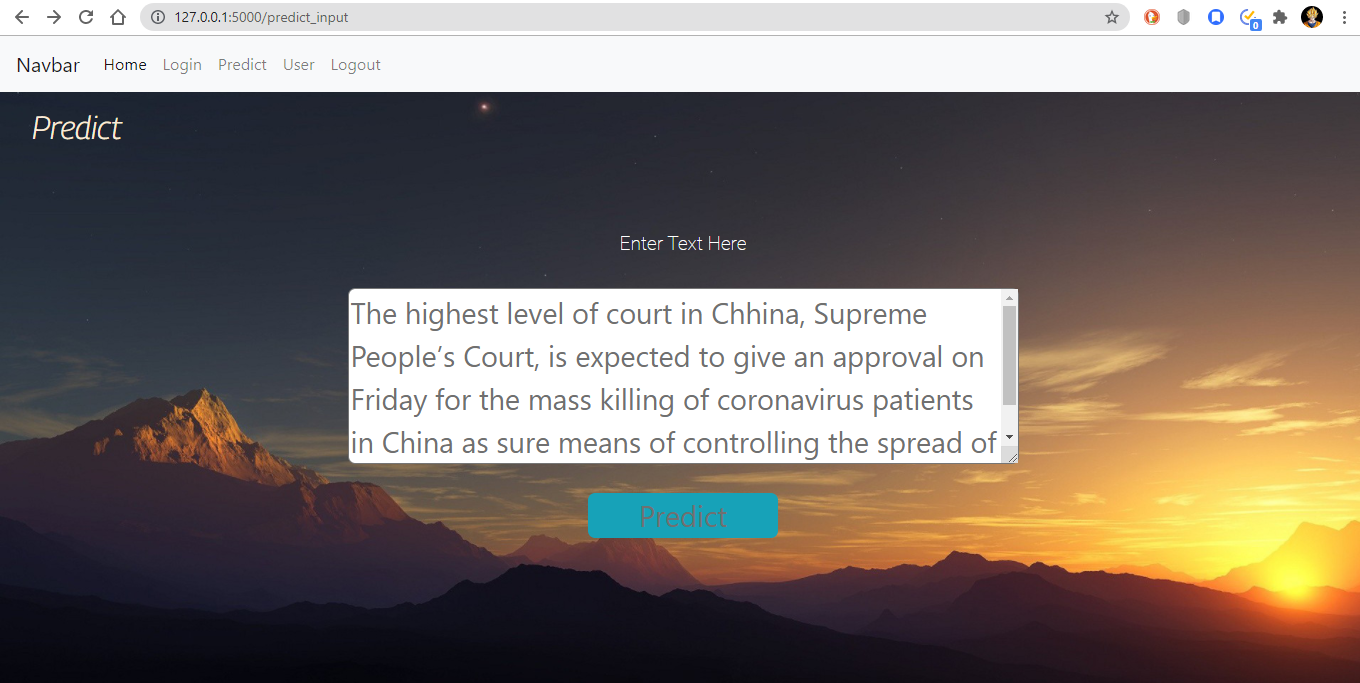 127.0.0.1:5000/predict_input
0
Navbar Home Login Predict User Logout
Predict
Enter Text Here
The highest level of court in Chhina, Supreme
People’s Court, is expected to give an approval on
Friday for the mass killing of coronavirus patients
in China as sure means of controlling the spread of
Predict